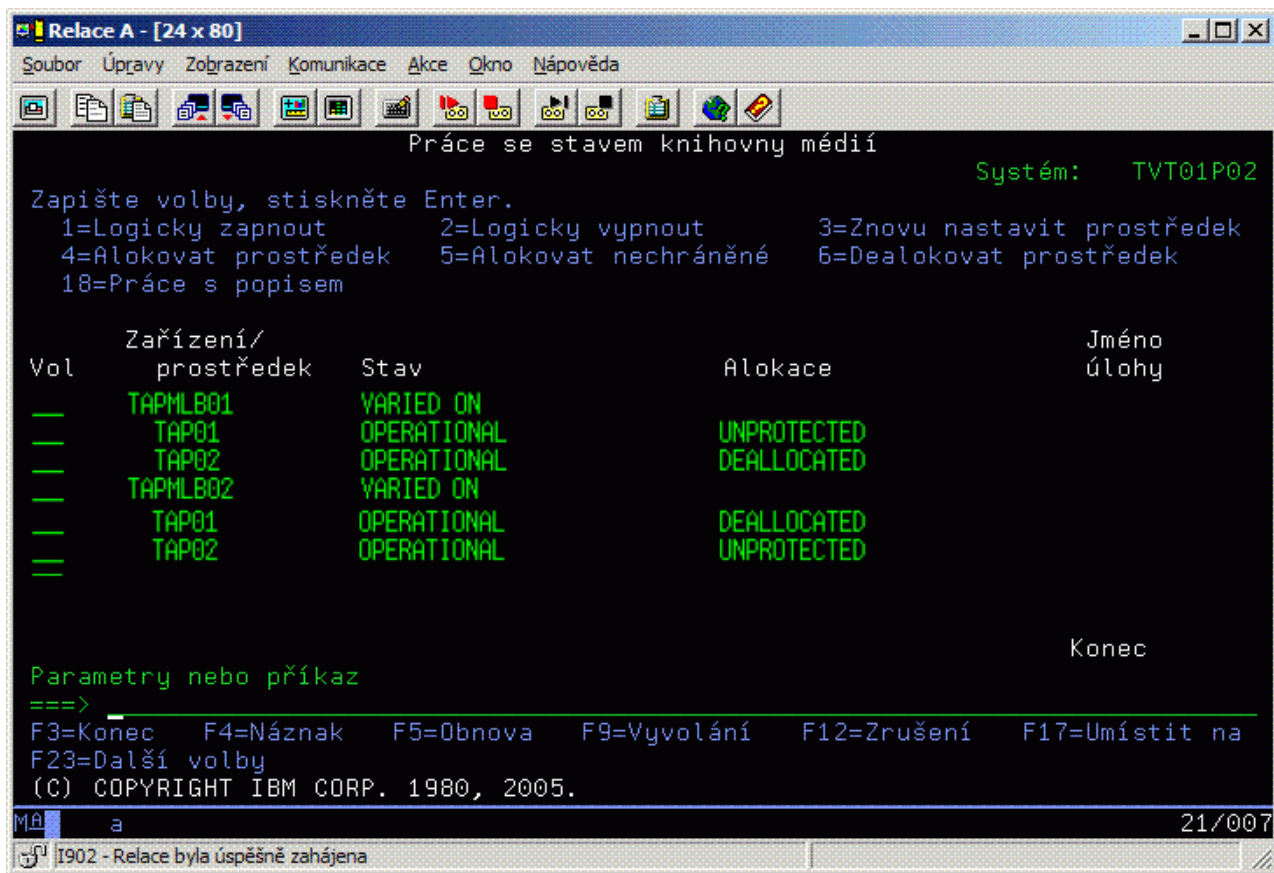 Relace A - [24 x 80]
Soubor Úpravy Zobrazení Komunikace Akce Okno Nápověda
Práce se stavem knihovny médií
Systém: TVT01P02
Zapište volby, stiskněte Enter.
1=Logicky zapnout 2=Logicky vypnout 3=Znovu nastavit prostředek
4=Alokovat prostředek 5=Alokovat nechráněné 6=Dealokovat prostředek
18=Práce s popisem
Zařízení/ Jméno
Vol prostředek Stav Alokace úlohy
TAPMLB01 VARIED ON
TAP01 OPERATIONAL UNPROTECTED
TAP02 OPERATIONAL DEALLOCATED
TAPMLB02 VARIED ON
TAP01 OPERATIONAL DEALLOCATED
TAP02 OPERATIONAL UNPROTECTED
Konec
Parametry nebo příkaz
===>
F3=Konec F4=Náznak F5=Obnova F9=Vyvolání F12=Zrušení F17=Umístit na
F23=Další volby
(C) COPYRIGHT IBM CORP. 1980, 2005.
MA a 21/007
I902 - Relace byla úspěšně zahájena